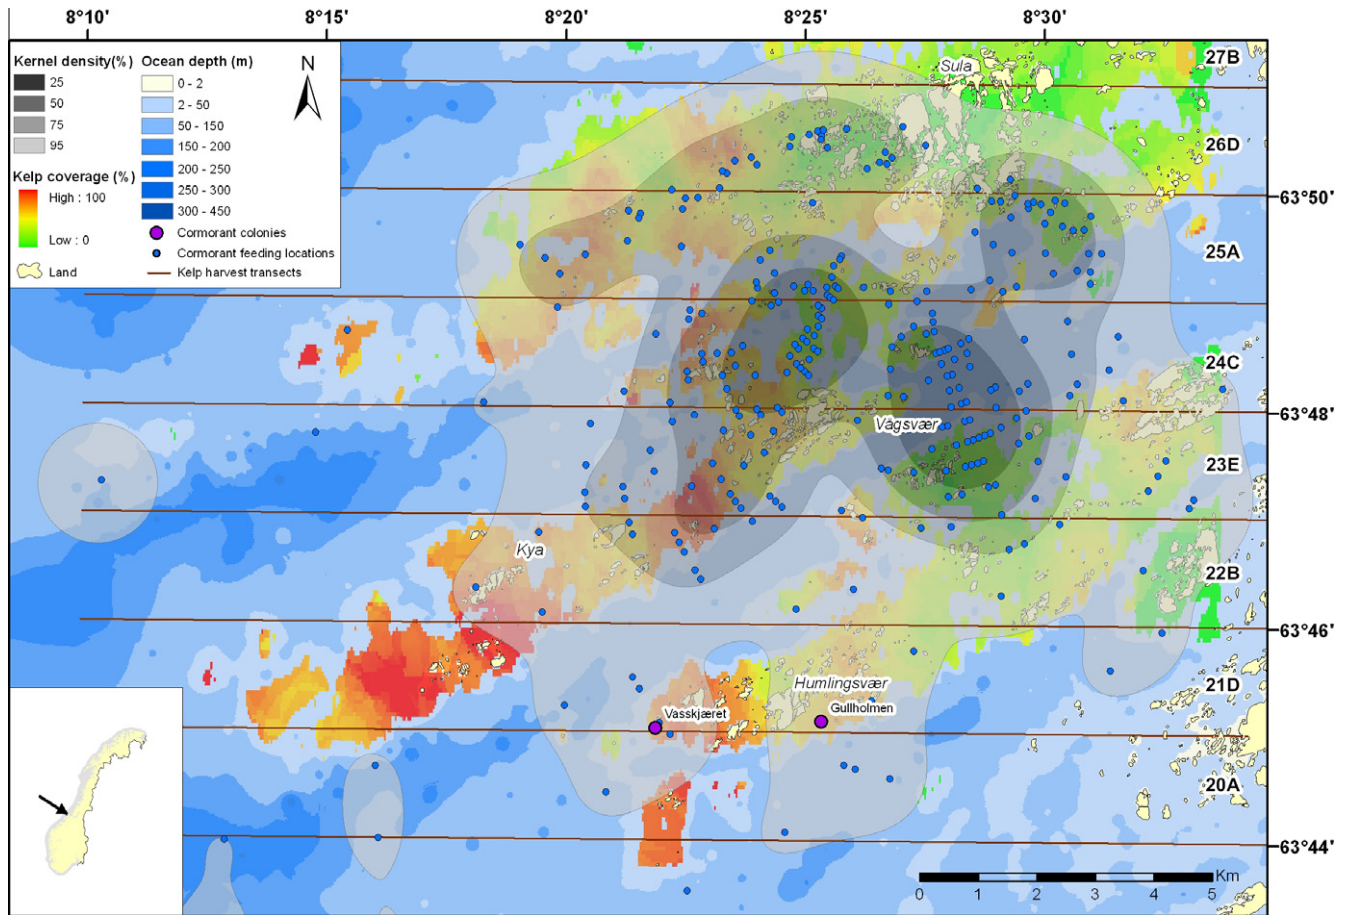 8°10'
8°15'
8°20'
8°25'
8°30'
Kernel density(%)
25
50
75
95
Kelp coverage (%)
High : 100
Low : 0
Land
Ocean depth (m)
0 - 2
2 - 50
50 - 150
150 - 200
200 - 250
250 - 300
300 - 450
Cormorant colonies
Cormorant feeding locations
Kelp harvest transects
N
Sula
27B
26D
63°50'
25A
24C
63°48'
Vågsvær
23E
Kya
22B
63°46'
Humlingsvær
21D
Vasskjæret
Gullholmen
20A
63°44'
Km
0 1 2 3 4 5